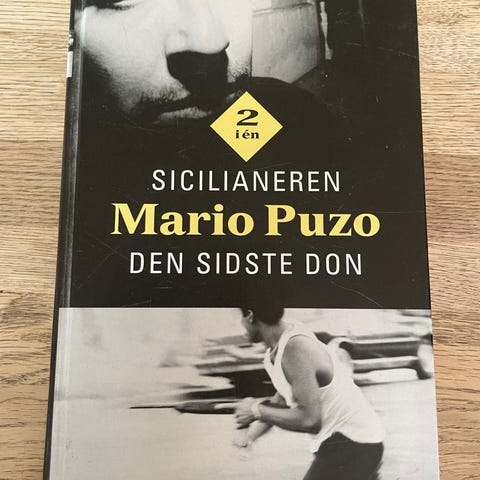 2
i én
SICILIANEREN
Mario Puzo
DEN SIDSTE DON